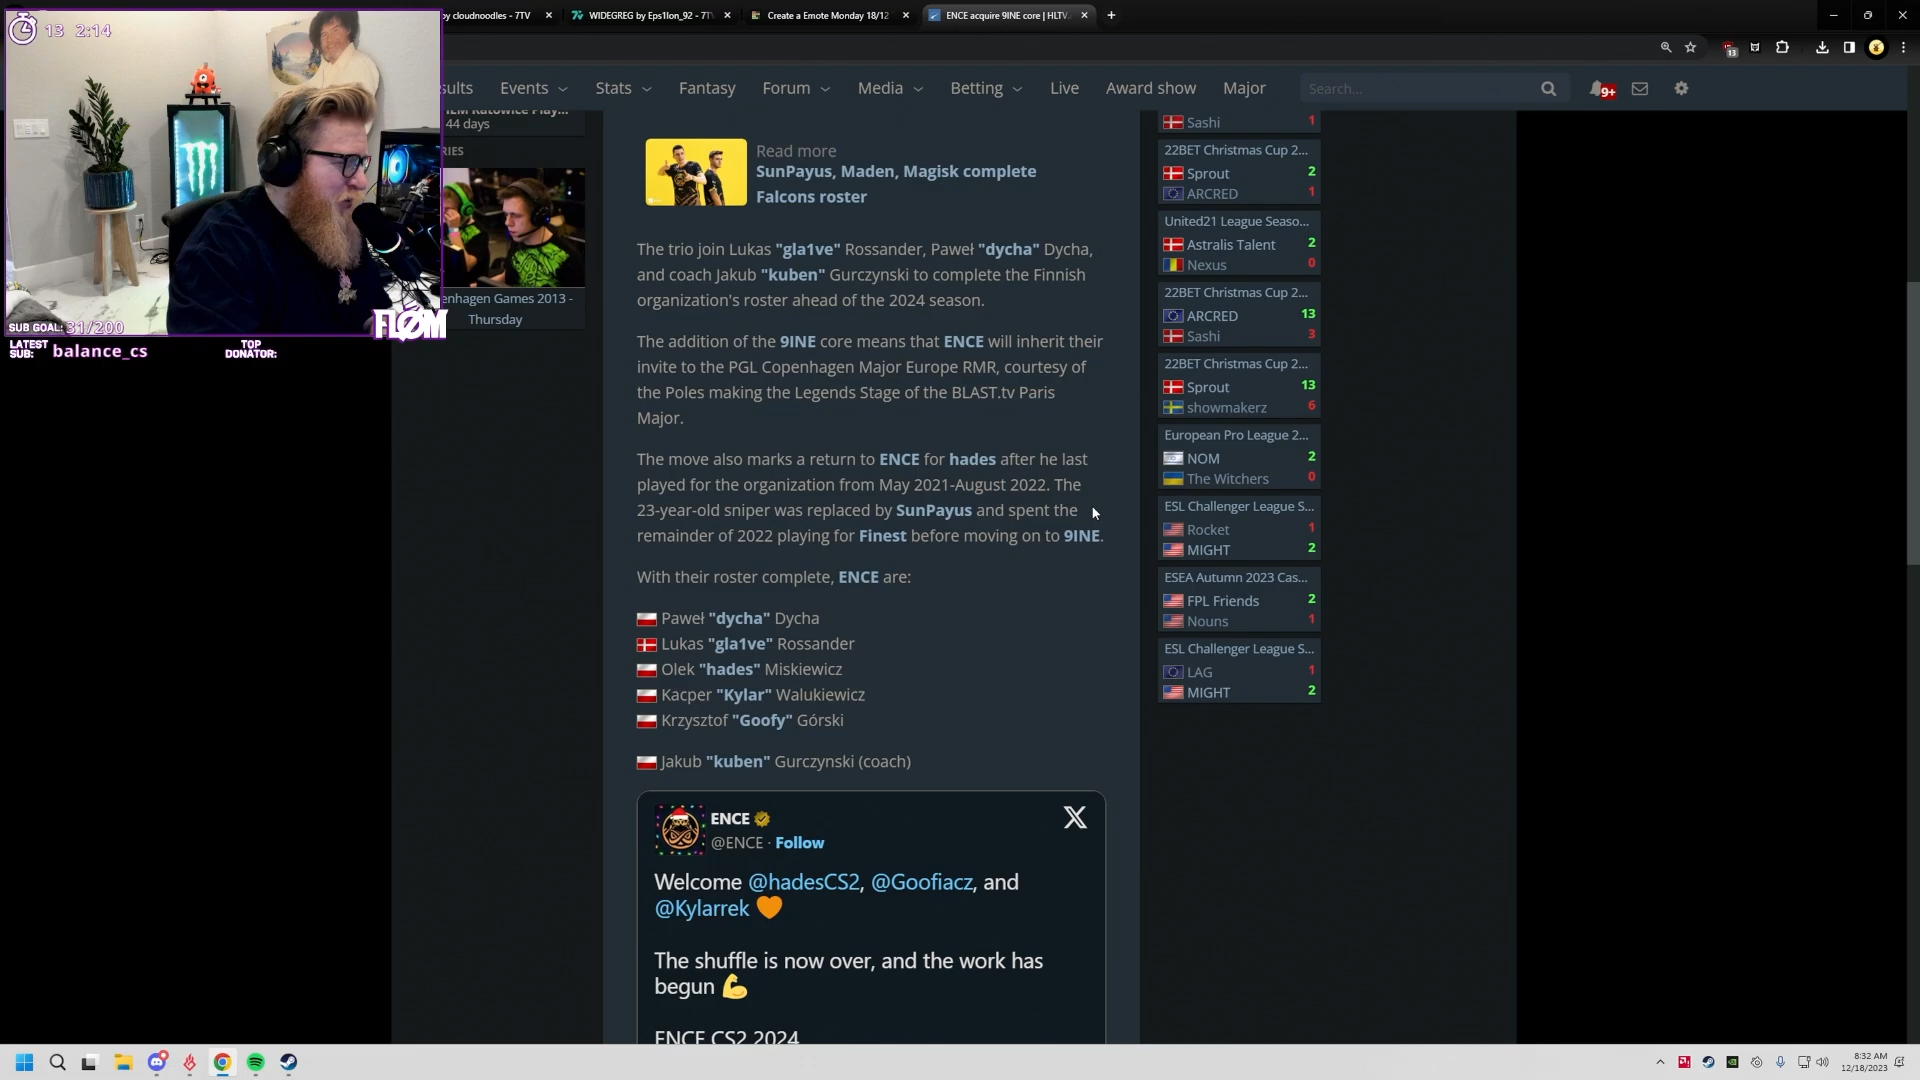 13 2:14
by cloudnoodles - 7TV
WIDEGREG by Eps1lon_92 - 7T
Create a Emote Monday 18/12
ENCE acquire 9INE core | HLTV.
sults
Events
Stats
Fantasy
Forum
Media
Betting
Live
Award show
Major
Search...
9+
13
IEM Katowice Play...
44 days
RIES
enhagen Games 2013 -
Thursday
SUB GOAL: 31/200
FLØM
LATEST SUB: balance_cs
TOP DONATOR:
Read more
SunPayus, Maden, Magisk complete
Falcons roster
The trio join Lukas "gla1ve" Rossander, Paweł "dycha" Dycha,
and coach Jakub "kuben" Gurczynski to complete the Finnish
organization's roster ahead of the 2024 season.
The addition of the 9INE core means that ENCE will inherit their
invite to the PGL Copenhagen Major Europe RMR, courtesy of
the Poles making the Legends Stage of the BLAST.tv Paris
Major.
The move also marks a return to ENCE for hades after he last
played for the organization from May 2021-August 2022. The
23-year-old sniper was replaced by SunPayus and spent the
remainder of 2022 playing for Finest before moving on to 9INE.
With their roster complete, ENCE are:
Paweł "dycha" Dycha
Lukas "gla1ve" Rossander
Olek "hades" Miskiewicz
Kacper "Kylar" Walukiewicz
Krzysztof "Goofy" Górski
Jakub "kuben" Gurczynski (coach)
ENCE
@ENCE · Follow
Welcome @hadesCS2, @Goofiacz, and
@Kylarrek 🧡
The shuffle is now over, and the work has
begun 💪
ENCE CS2 2024
Sashi 1
22BET Christmas Cup 2...
Sprout 2
ARCRED 1
United21 League Seaso...
Astralis Talent 2
Nexus 0
22BET Christmas Cup 2...
ARCRED 13
Sashi 3
22BET Christmas Cup 2...
Sprout 13
showmakerz 6
European Pro League 2...
NOM 2
The Witchers 0
ESL Challenger League S...
Rocket 1
MIGHT 2
ESEA Autumn 2023 Cas...
FPL Friends 2
Nouns 1
ESL Challenger League S...
LAG 1
MIGHT 2
8:32 AM
12/18/2023